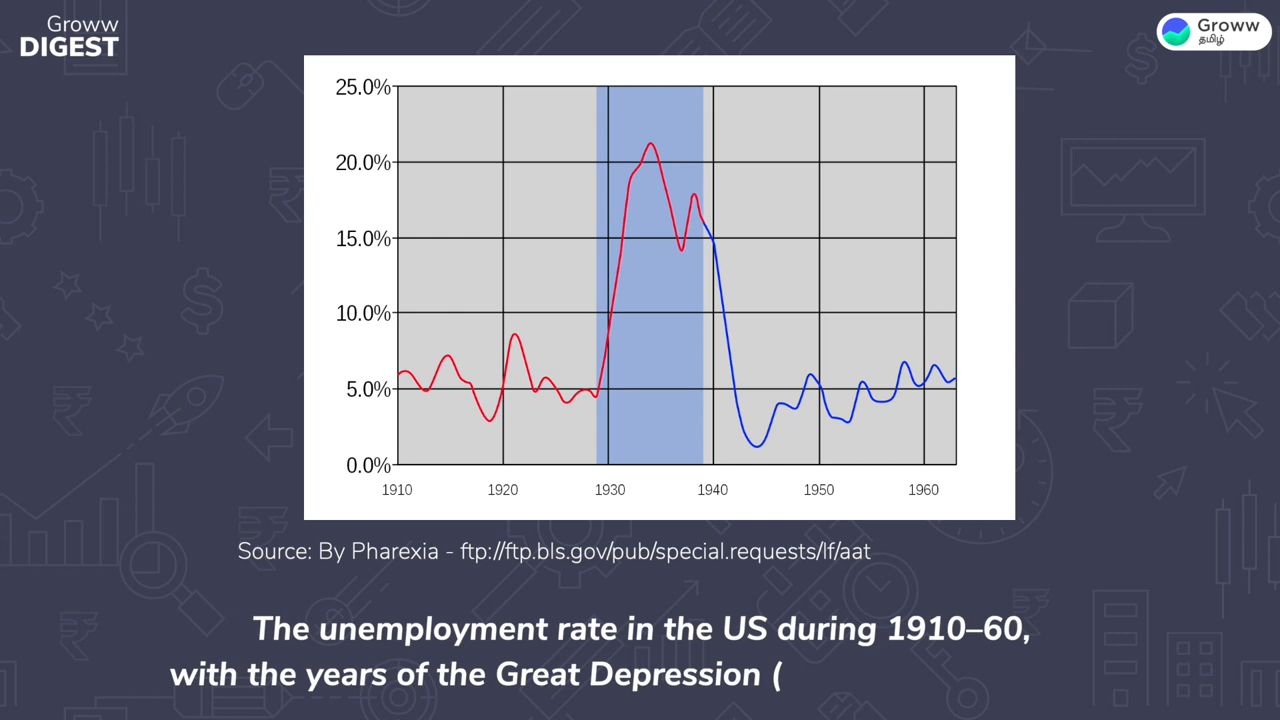 Groww
DIGEST
Groww
தமிழ்
25.0%
20.0%
15.0%
10.0%
5.0%
0.0%
1910 1920 1930 1940 1950 1960
Source: By Pharexia - ftp://ftp.bls.gov/pub/special.requests/lf/aat
The unemployment rate in the US during 1910–60,
with the years of the Great Depression (